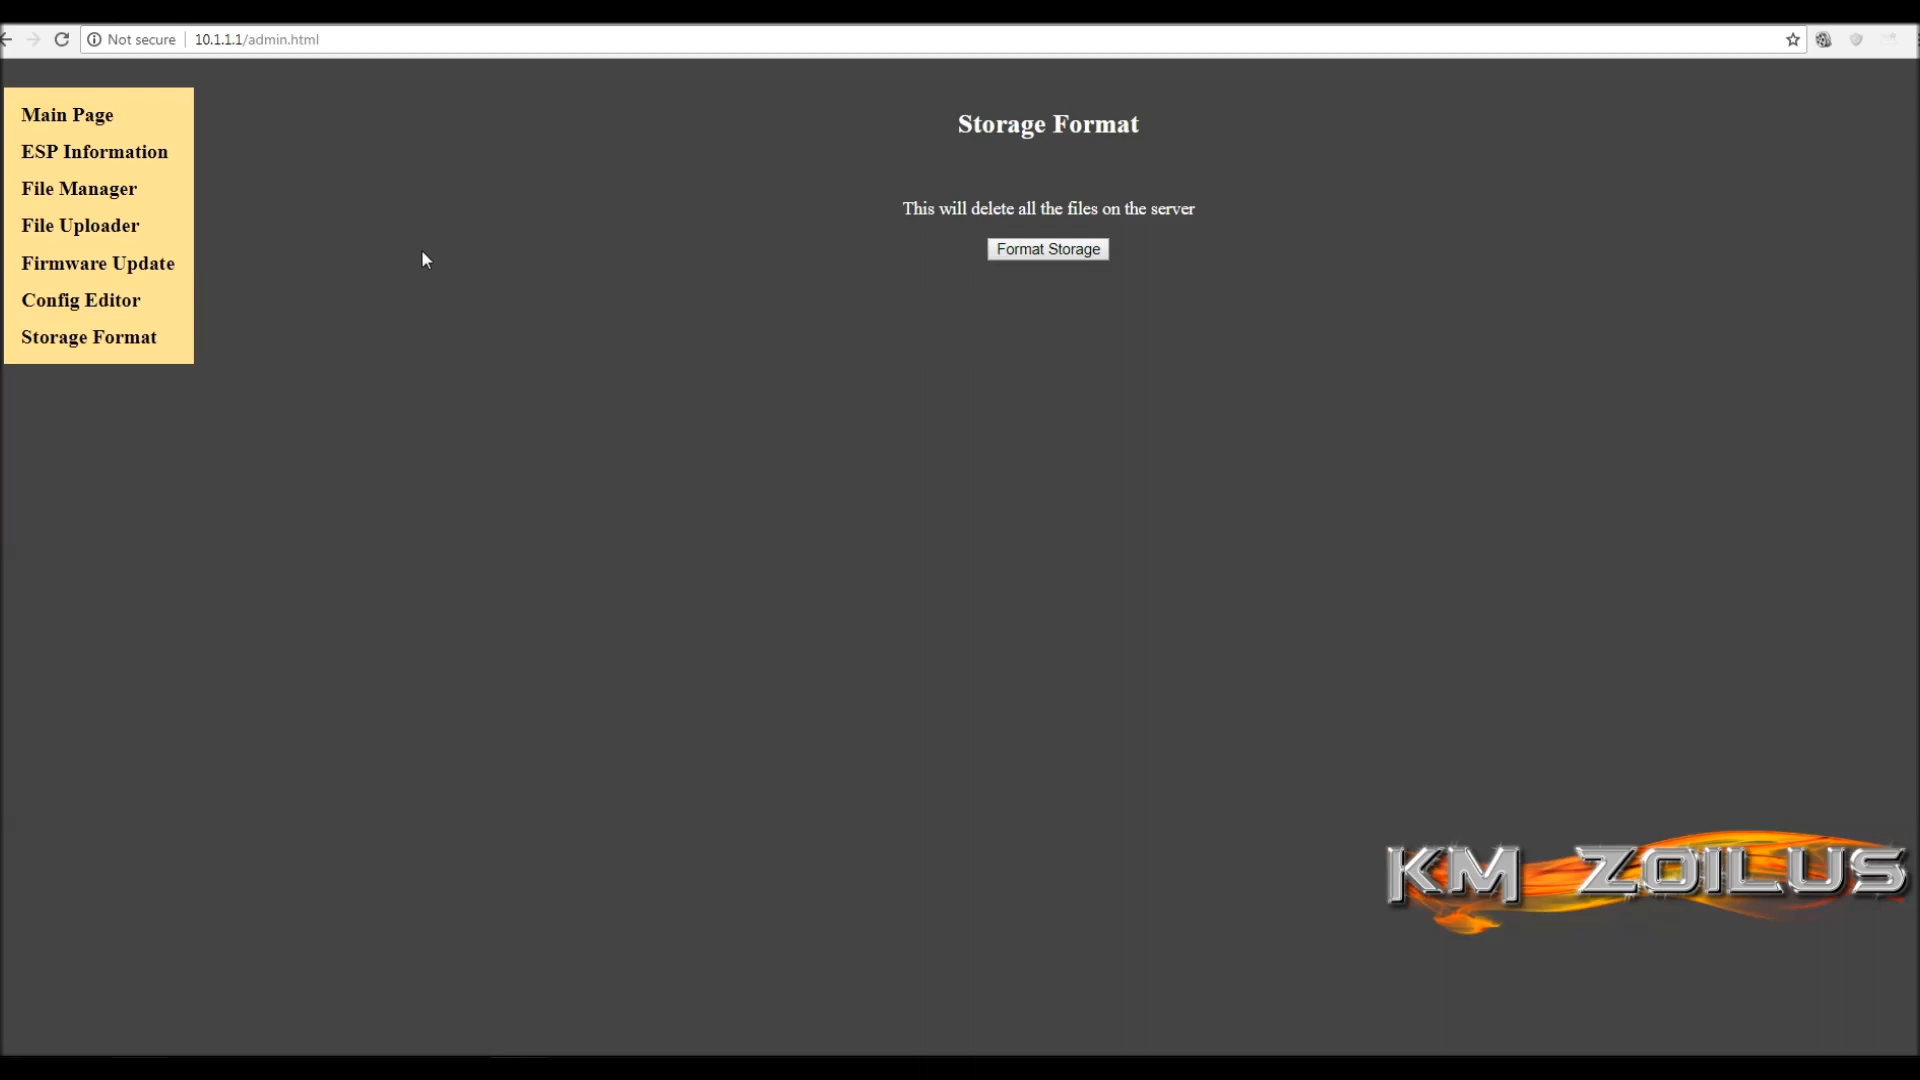 Not secure
10.1.1.1/admin.html
Main Page
ESP Information
File Manager
File Uploader
Firmware Update
Config Editor
Storage Format
Storage Format
This will delete all the files on the server
Format Storage
KM ZOILUS